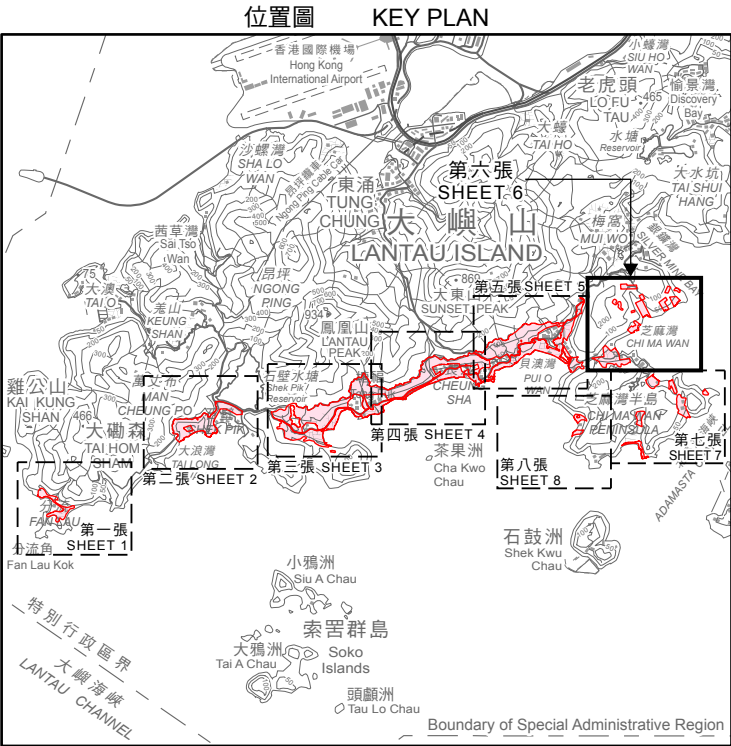 位置圖 KEY PLAN
香港國際機場
Hong Kong
International Airport
小蠔灣
SIU HO
WAN
老虎頭
LO FU
TAU
465
愉景灣
Discovery
Bay
水塘
Reservoir
大蠔
TAI HO
大水坑
TAI SHUI
HANG
沙螺灣
SHA LO
WAN
昂坪纜車
Ngong Ping Cable Car
東涌
TUNG
CHUNG
第六張
SHEET 6
大嶼山
LANTAU ISLAND
梅窩
MUI WO
銀礦灣
SILVER MINE BAY
茜草灣
Sai Tso
Wan
75
大澳
TAI O
羌山
KEUNG
SHAN
昂坪
NGONG
PING
934
鳳凰山
LANTAU
PEAK
869
大東山
SUNSET PEAK
第五張 SHEET 5
芝麻灣
CHI MA WAN
雞公山
KAI KUNG
SHAN
466
萬丈布
MAN
CHEUNG PO
石壁水塘
Shek Pik
Reservoir
CHEUNG
SHA
貝澳灣
PUI O
WAN
芝麻灣半島
CHI MA WAN
PENINSULA
大磡森
TAI HOM
SHAM
大浪灣
TAI LONG
第二張 SHEET 2
第三張 SHEET 3
第四張 SHEET 4
茶果洲
Cha Kwo
Chau
第八張
SHEET 8
第七張
SHEET 7
ADAMASTA
FAN LAU
第一張
SHEET 1
分流角
Fan Lau Kok
石鼓洲
Shek Kwu
Chau
小鴉洲
Siu A Chau
索罟群島
Soko
Islands
大鴉洲
Tai A Chau
頭顱洲
Tau Lo Chau
特別行政區界
大嶼海峽
LANTAU CHANNEL
Boundary of Special Administrative Region